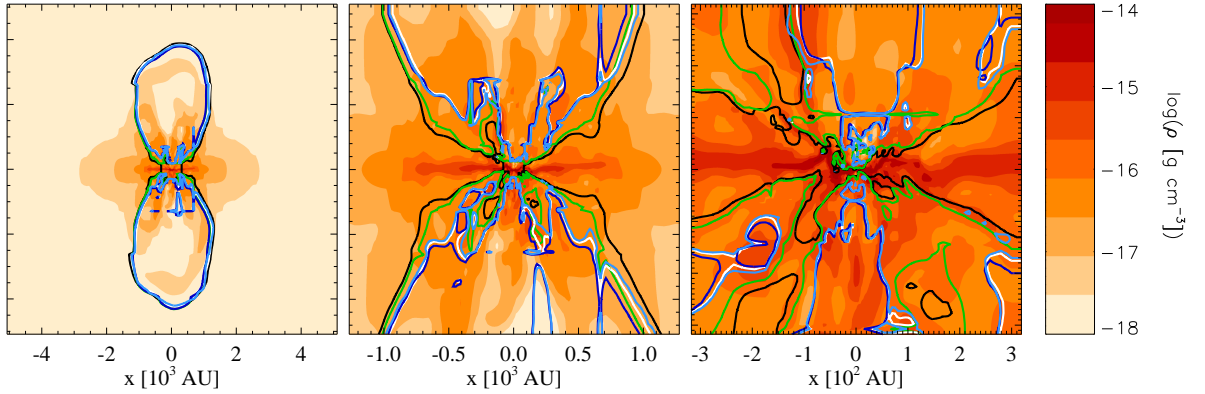 -4 -2 0 2 4
x [10³ AU]
-1.0 -0.5 0.0 0.5 1.0
x [10³ AU]
-3 -2 -1 0 1 2 3
x [10² AU]
-14
-15
-16
-17
-18
log(ρ [g cm⁻³])